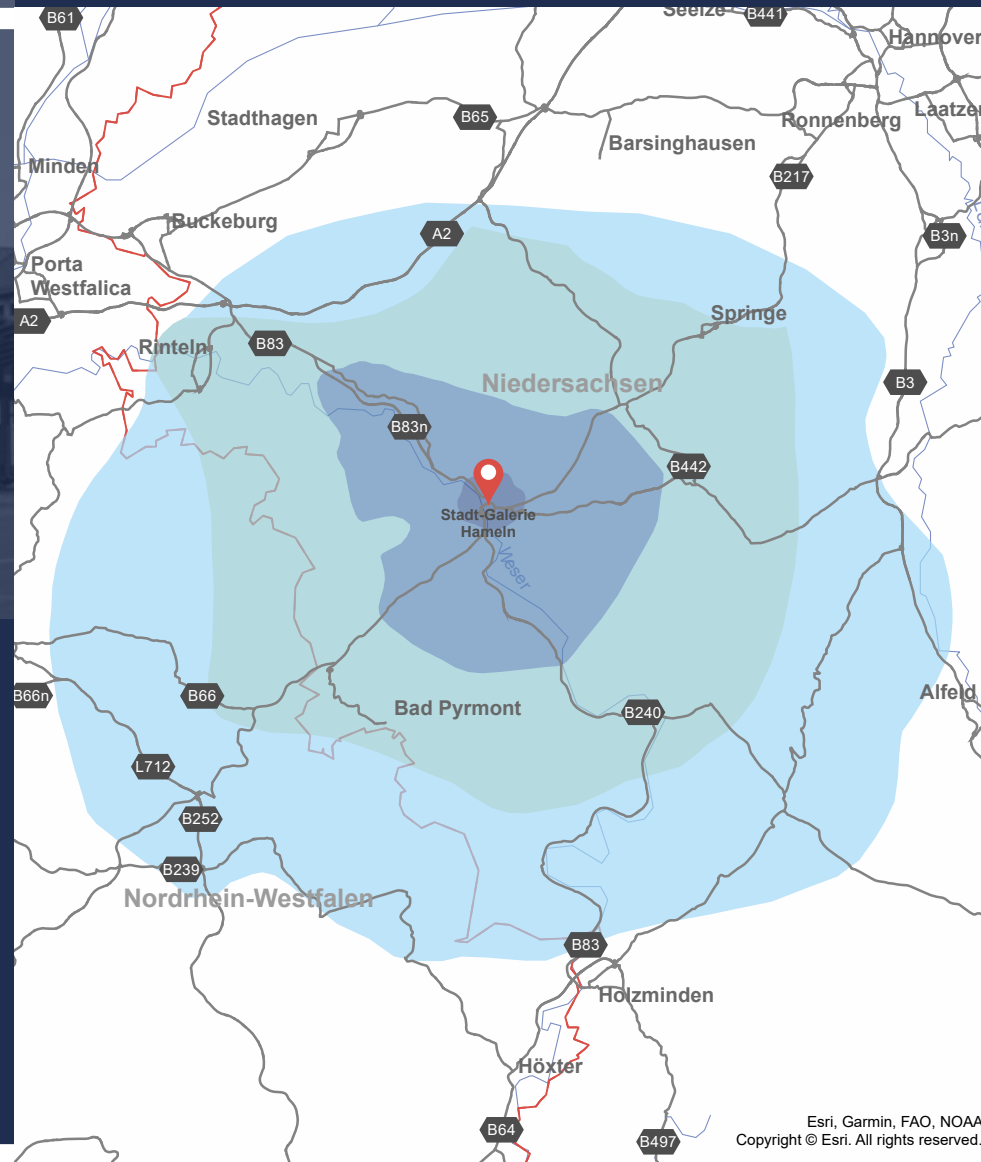 B61
Seelze
B441
Hannover
Stadthagen
B65
Laatzen
Ronnenberg
Barsinghausen
Minden
B217
Buckeburg
A2
B3n
Porta
Westfalica
A2
Springe
Rinteln
B83
Niedersachsen
B3
B83n
B442
Stadt-Galerie
Hameln
Weser
B66n
B66
Bad Pyrmont
B240
Alfeld
L712
B252
B239
Nordrhein-Westfalen
B83
Holzminden
Höxter
B64
B497
Esri, Garmin, FAO, NOAA
Copyright © Esri. All rights reserved.